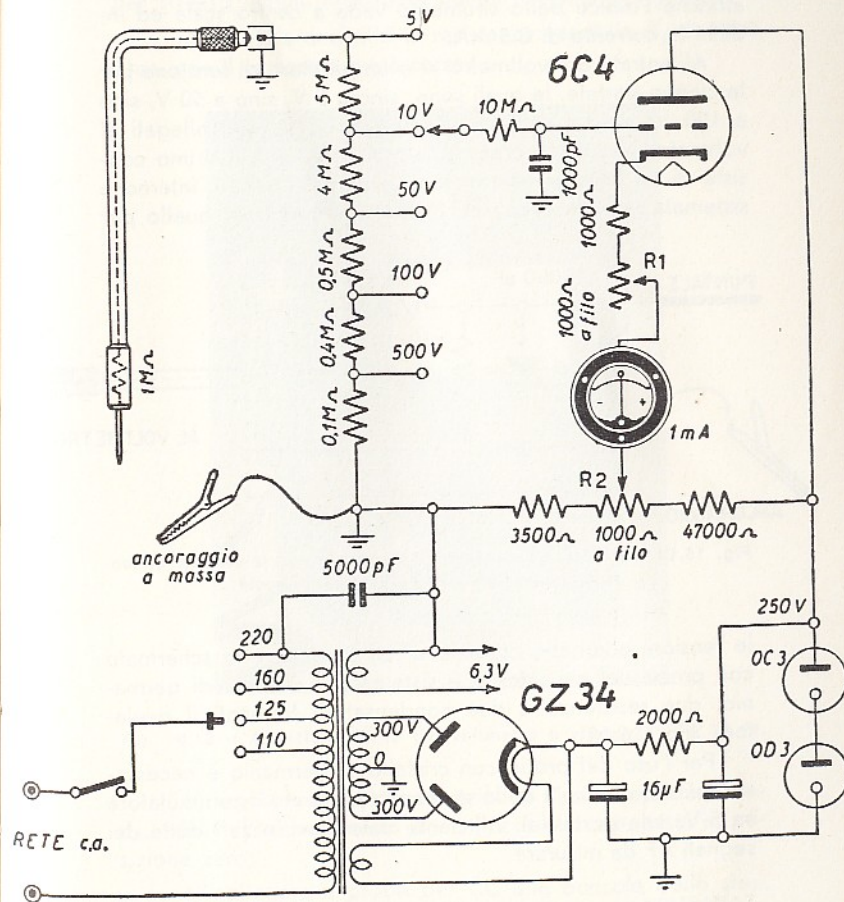 5V
6C4
5MΩ
10V
10MΩ
1000pF
4MΩ
50V
1000Ω
0,5MΩ
R1
100V
1000Ω
a filo
0,4MΩ
500V
1MΩ
- +
1mA
0,1MΩ
R2
3500Ω
1000Ω
a filo
47000Ω
ancoraggio
a massa
5000pF
250V
220
6,3V
OC3
160
GZ34
125
300V
2000Ω
110
0
OD3
300V
16µF
RETE c.a.